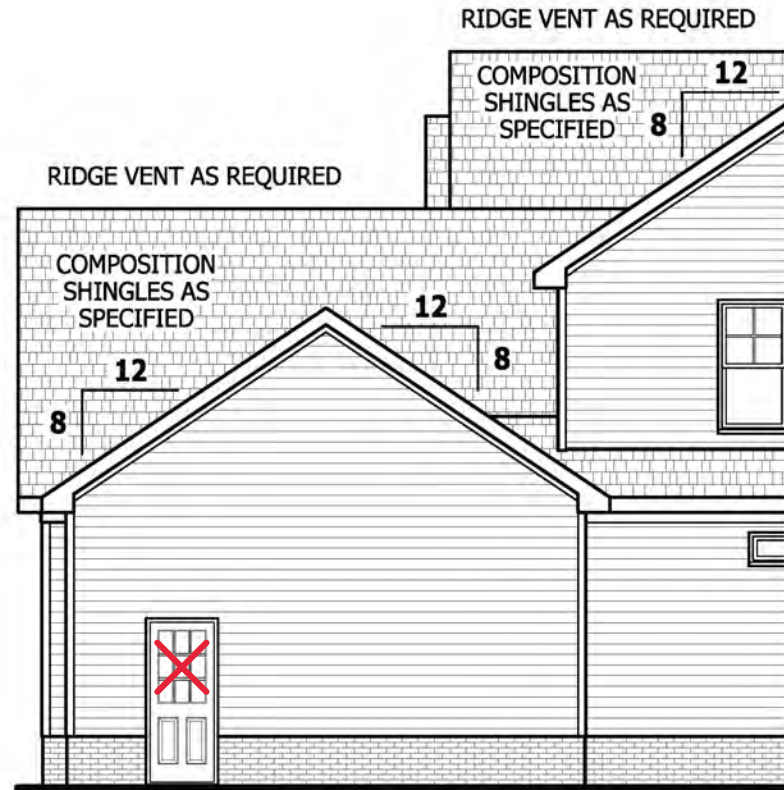 RIDGE VENT AS REQUIRED
COMPOSITION
SHINGLES AS
SPECIFIED
12
8
RIDGE VENT AS REQUIRED
COMPOSITION
SHINGLES AS
SPECIFIED
12
8
12
8